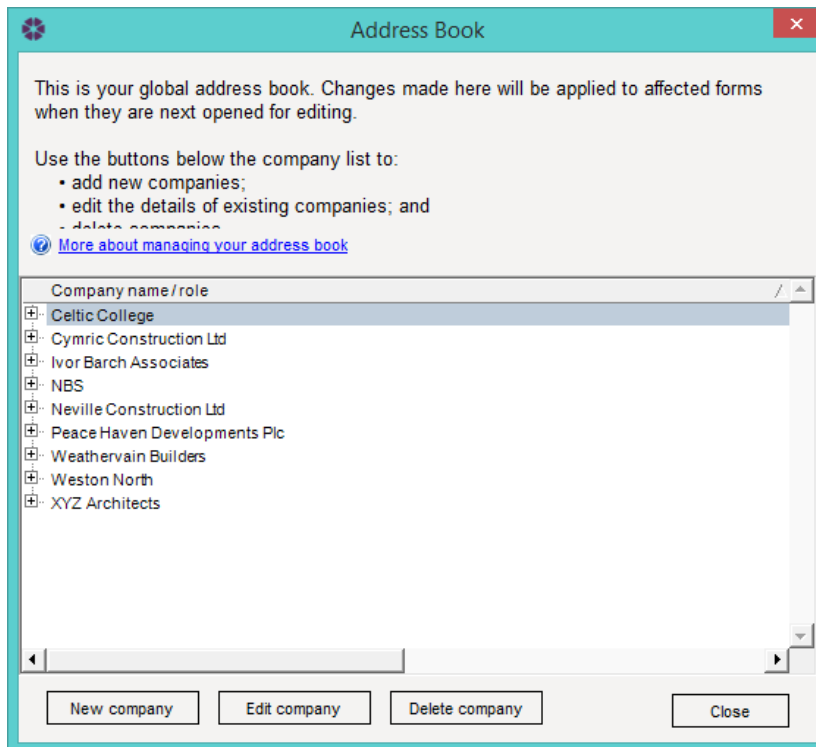 Address Book
This is your global address book. Changes made here will be applied to affected forms
when they are next opened for editing.
Use the buttons below the company list to:
• add new companies;
• edit the details of existing companies; and
• delete companies
More about managing your address book
Company name/role
Celtic College
Cymric Construction Ltd
Ivor Barch Associates
NBS
Neville Construction Ltd
Peace Haven Developments Plc
Weathervain Builders
Weston North
XYZ Architects
New company Edit company Delete company Close